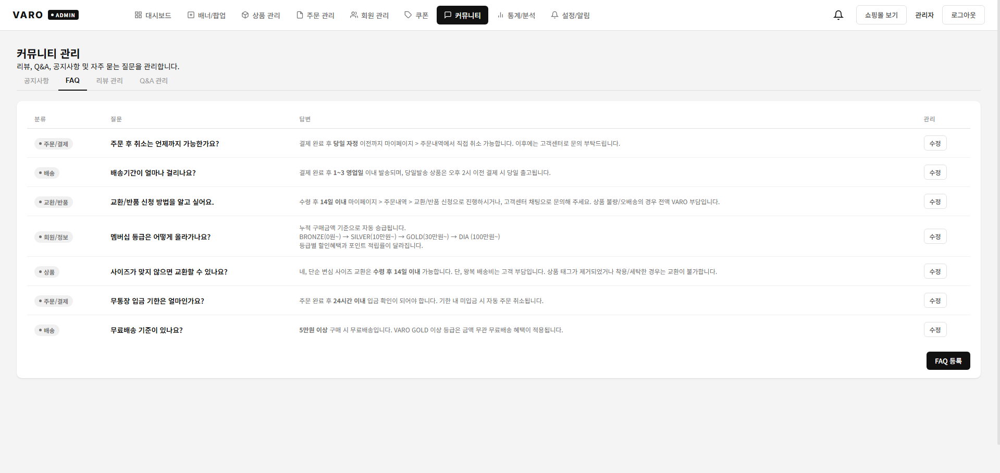 VARO ADMIN 대시보드 배너/팝업 상품 관리 주문 관리 회원 관리 쿠폰 커뮤니티 통계/분석 설정/알림 쇼핑몰 보기 관리자 로그아웃
커뮤니티 관리
리뷰, Q&A, 공지사항 및 자주 묻는 질문을 관리합니다.
공지사항 FAQ 리뷰 관리 Q&A 관리
분류 질문 답변 관리
주문/결제 주문 후 취소는 언제까지 가능한가요? 결제 완료 후 당일 자정 이전까지 마이페이지 > 주문내역에서 직접 취소 가능합니다. 이후에는 고객센터로 문의 부탁드립니다. 수정
배송 배송기간이 얼마나 걸리나요? 결제 완료 후 1~3 영업일 이내 발송되며, 당일발송 상품은 오후 2시 이전 결제 시 당일 출고됩니다. 수정
교환/반품 교환/반품 신청 방법을 알고 싶어요. 수령 후 14일 이내 마이페이지 > 주문내역 > 교환/반품 신청으로 진행하시거나, 고객센터 채팅으로 문의해 주세요. 상품 불량/오배송의 경우 전액 VARO 부담입니다. 수정
누적 구매금액 기준으로 자동 승급됩니다.
회원/정보 멤버십 등급은 어떻게 올라가나요? BRONZE(0원~) → SILVER(10만원~) → GOLD(30만원~) → DIA (100만원~) 수정
등급별 할인혜택과 포인트 적립률이 달라집니다.
상품 사이즈가 맞지 않으면 교환할 수 있나요? 네, 단순 변심 사이즈 교환은 수령 후 14일 이내 가능합니다. 단, 왕복 배송비는 고객 부담입니다. 상품 태그가 제거되었거나 착용/세탁한 경우는 교환이 불가합니다. 수정
주문/결제 무통장 입금 기한은 얼마인가요? 주문 완료 후 24시간 이내 입금 확인이 되어야 합니다. 기한 내 미입금 시 자동 주문 취소됩니다. 수정
배송 무료배송 기준이 있나요? 5만원 이상 구매 시 무료배송입니다. VARO GOLD 이상 등급은 금액 무관 무료배송 혜택이 적용됩니다. 수정
FAQ 등록